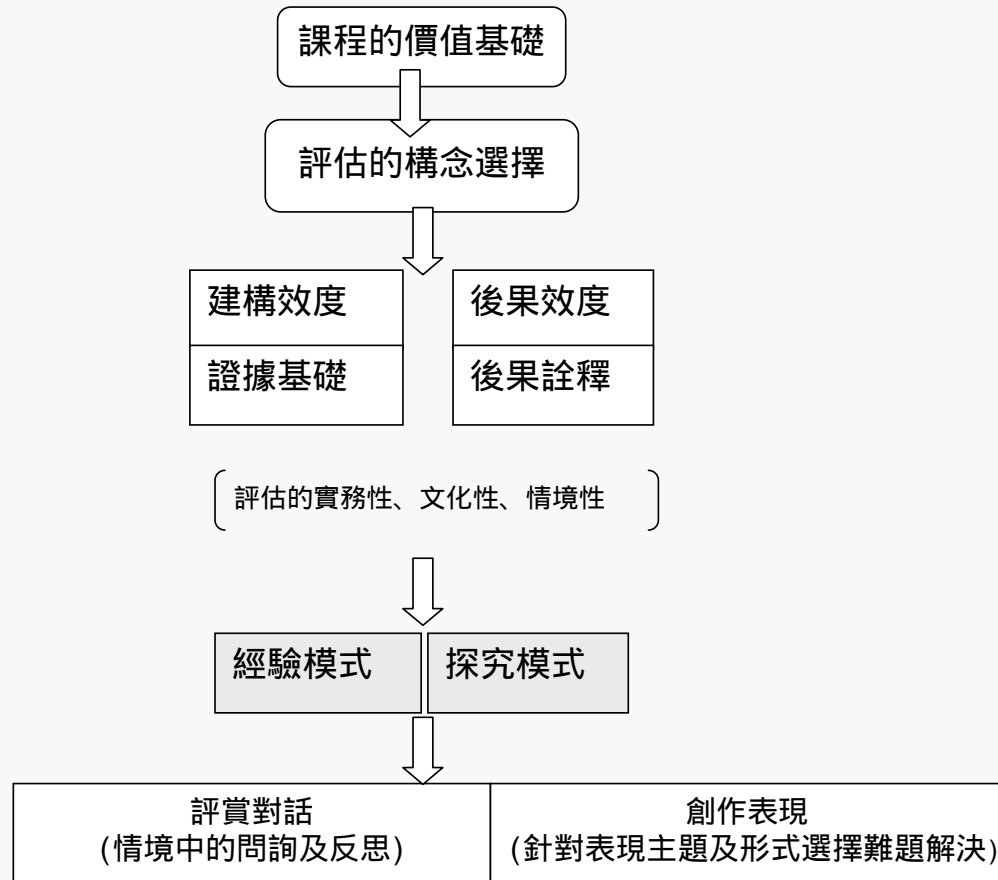 課程的價值基礎
評估的構念選擇
建構效度
後果效度
證據基礎
後果詮釋
評估的實務性、文化性、情境性
經驗模式
探究模式
評賞對話
(情境中的問詢及反思)
創作表現
(針對表現主題及形式選擇難題解決)